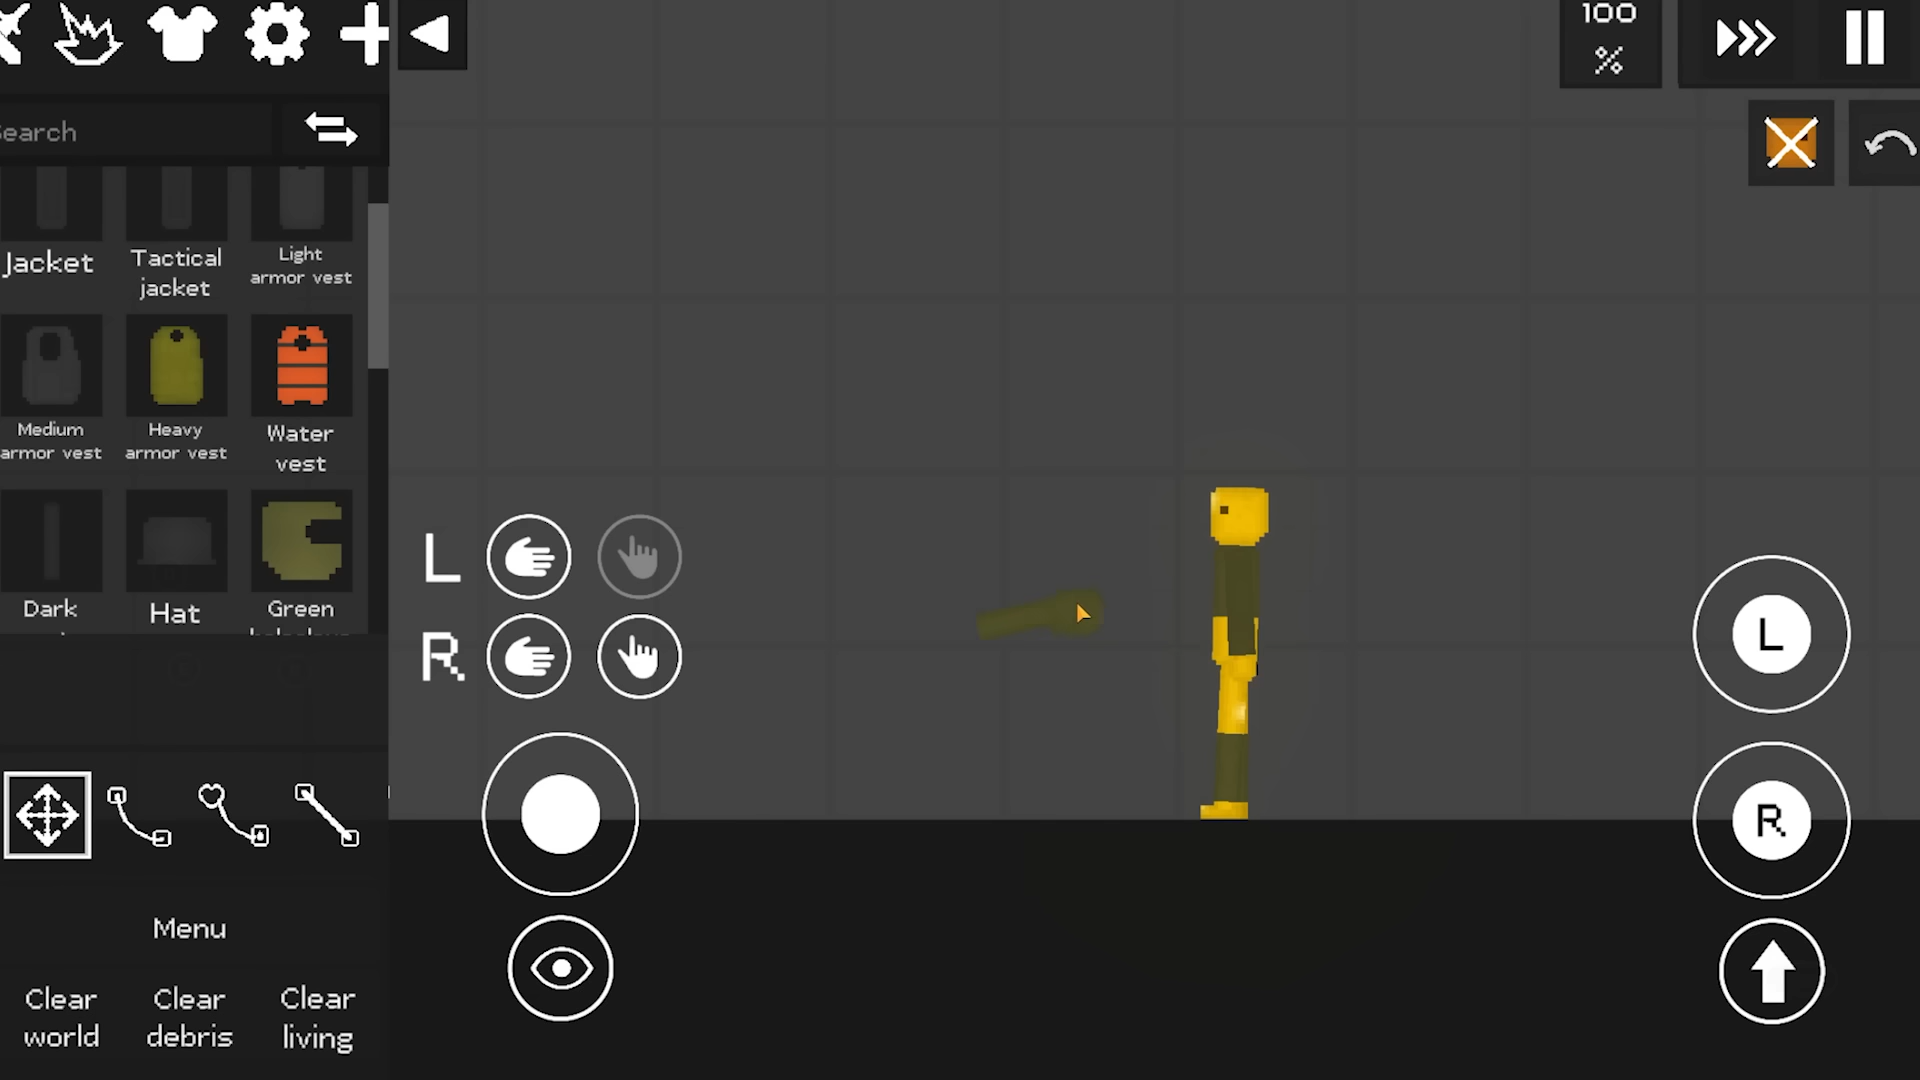 100
%
Search
Jacket
Tactical
jacket
Light
armor vest
Medium
armor vest
Heavy
armor vest
Water
vest
Dark
Hat
Green
L
R
L
R
Menu
Clear
world
Clear
debris
Clear
living